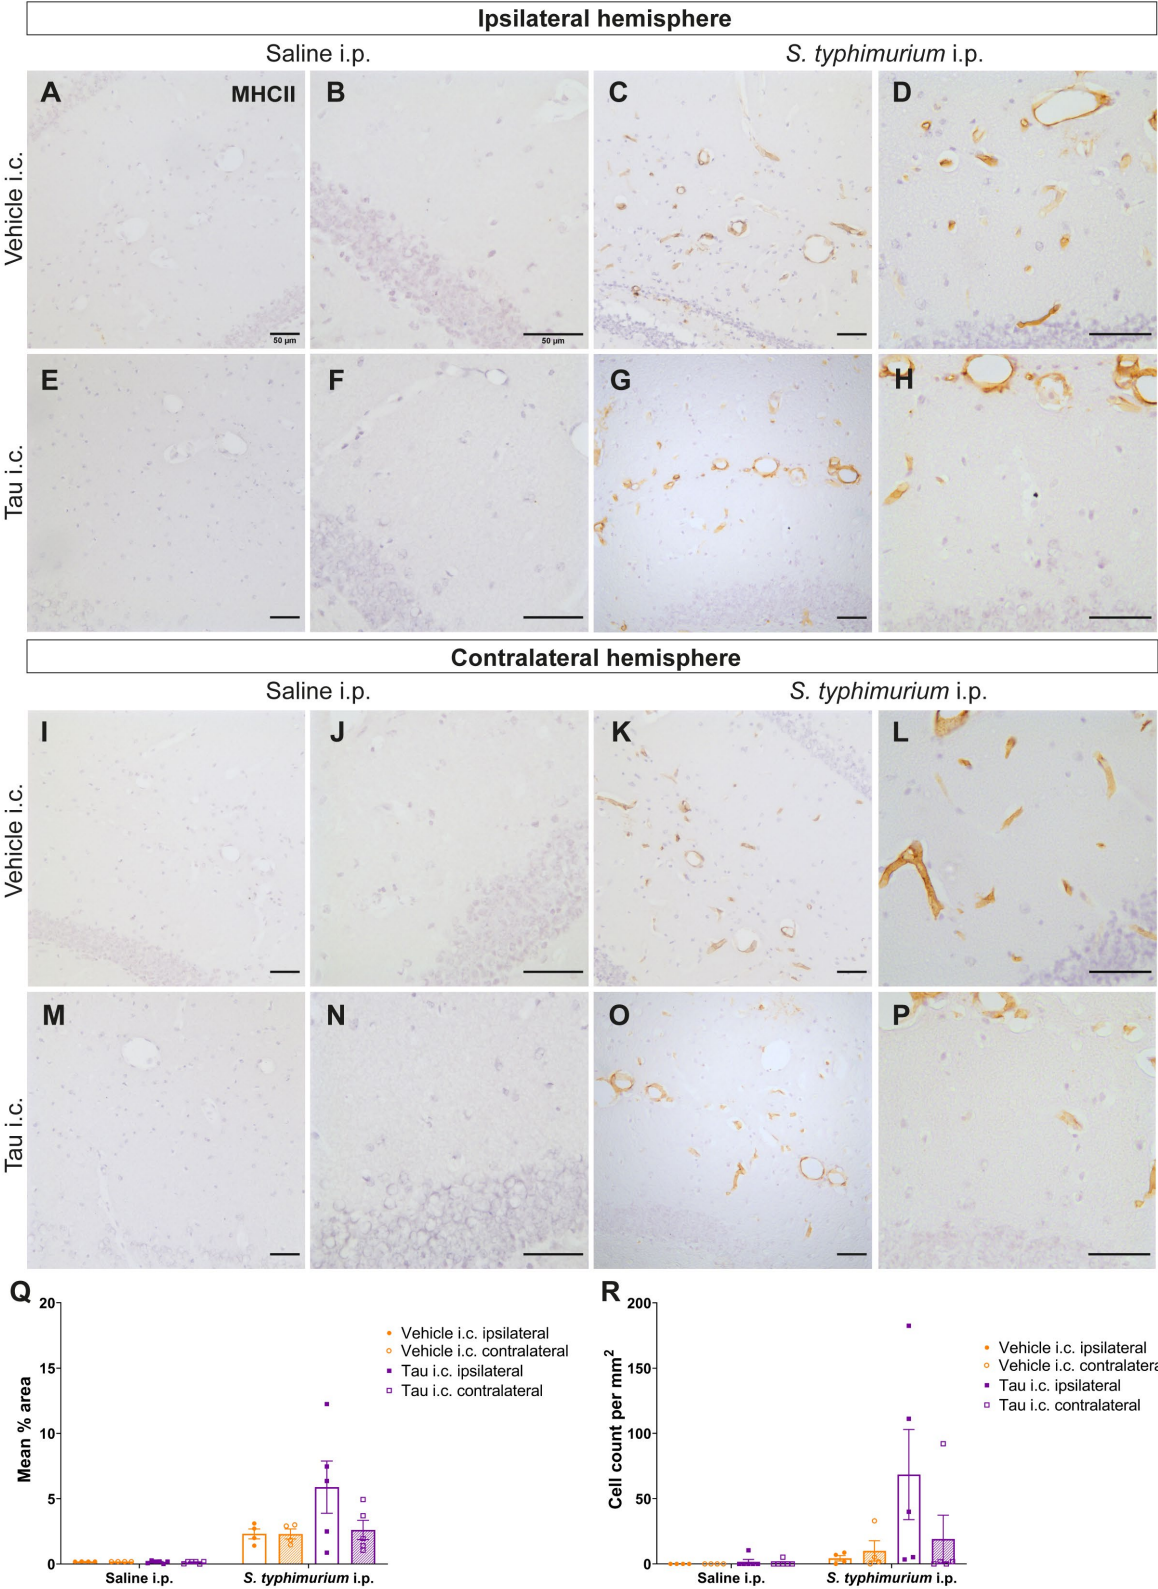 Ipsilateral hemisphere
Saline i.p.
S. typhimurium i.p.
Vehicle i.c.
A
MHCII
B
C
D
50 µm
50 µm
Tau i.c.
E
F
G
H
Contralateral hemisphere
Saline i.p.
S. typhimurium i.p.
Vehicle i.c.
I
J
K
L
Tau i.c.
M
N
O
P
Q
Mean % area
20
15
10
5
0
Saline i.p.
S. typhimurium i.p.
Vehicle i.c. ipsilateral
Vehicle i.c. contralateral
Tau i.c. ipsilateral
Tau i.c. contralateral
R
Cell count per mm²
200
150
100
50
0
Saline i.p.
S. typhimurium i.p.
Vehicle i.c. ipsilateral
Vehicle i.c. contralatera
Tau i.c. ipsilateral
Tau i.c. contralateral